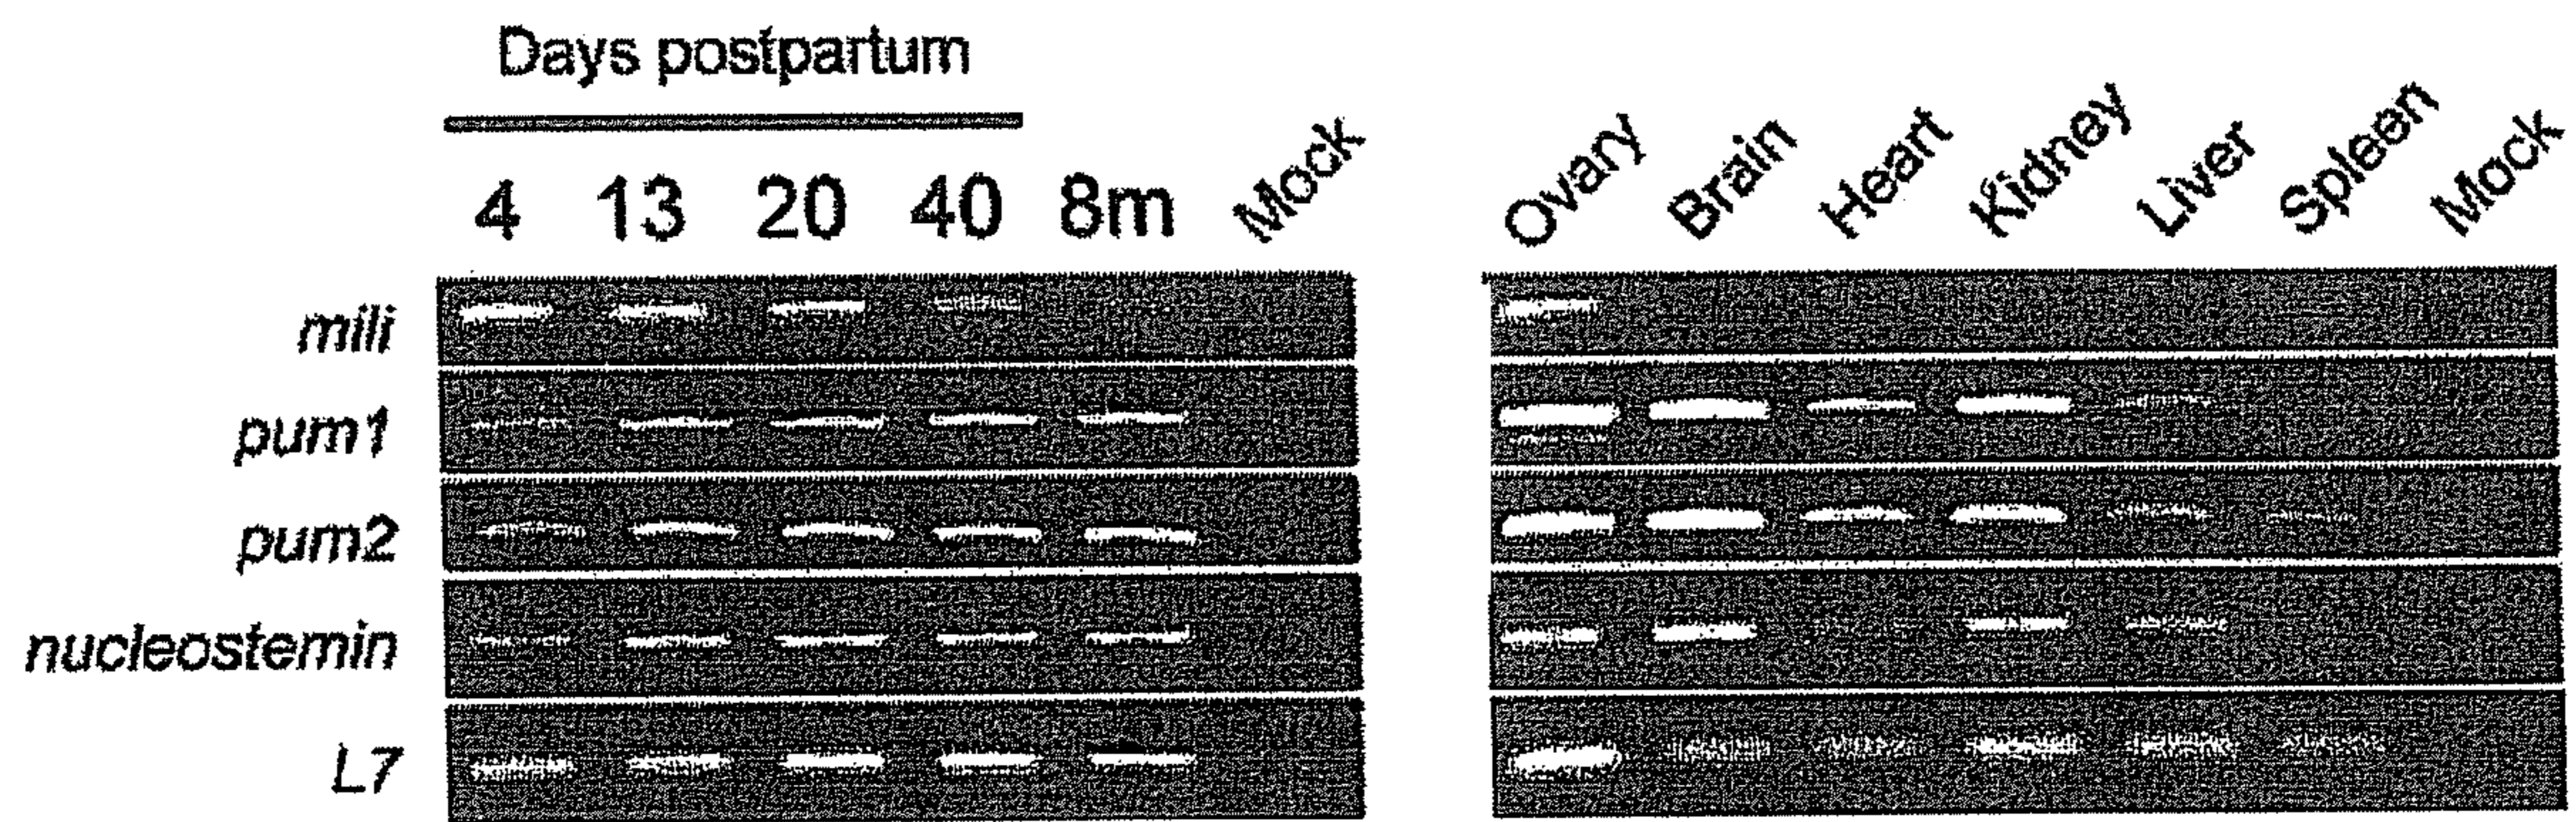 Days postpartum
4 13 20 40 8m Mock
Ovary Brain Heart Kidney Liver Spleen Mock
mili
pum1
pum2
nucleostemin
L7